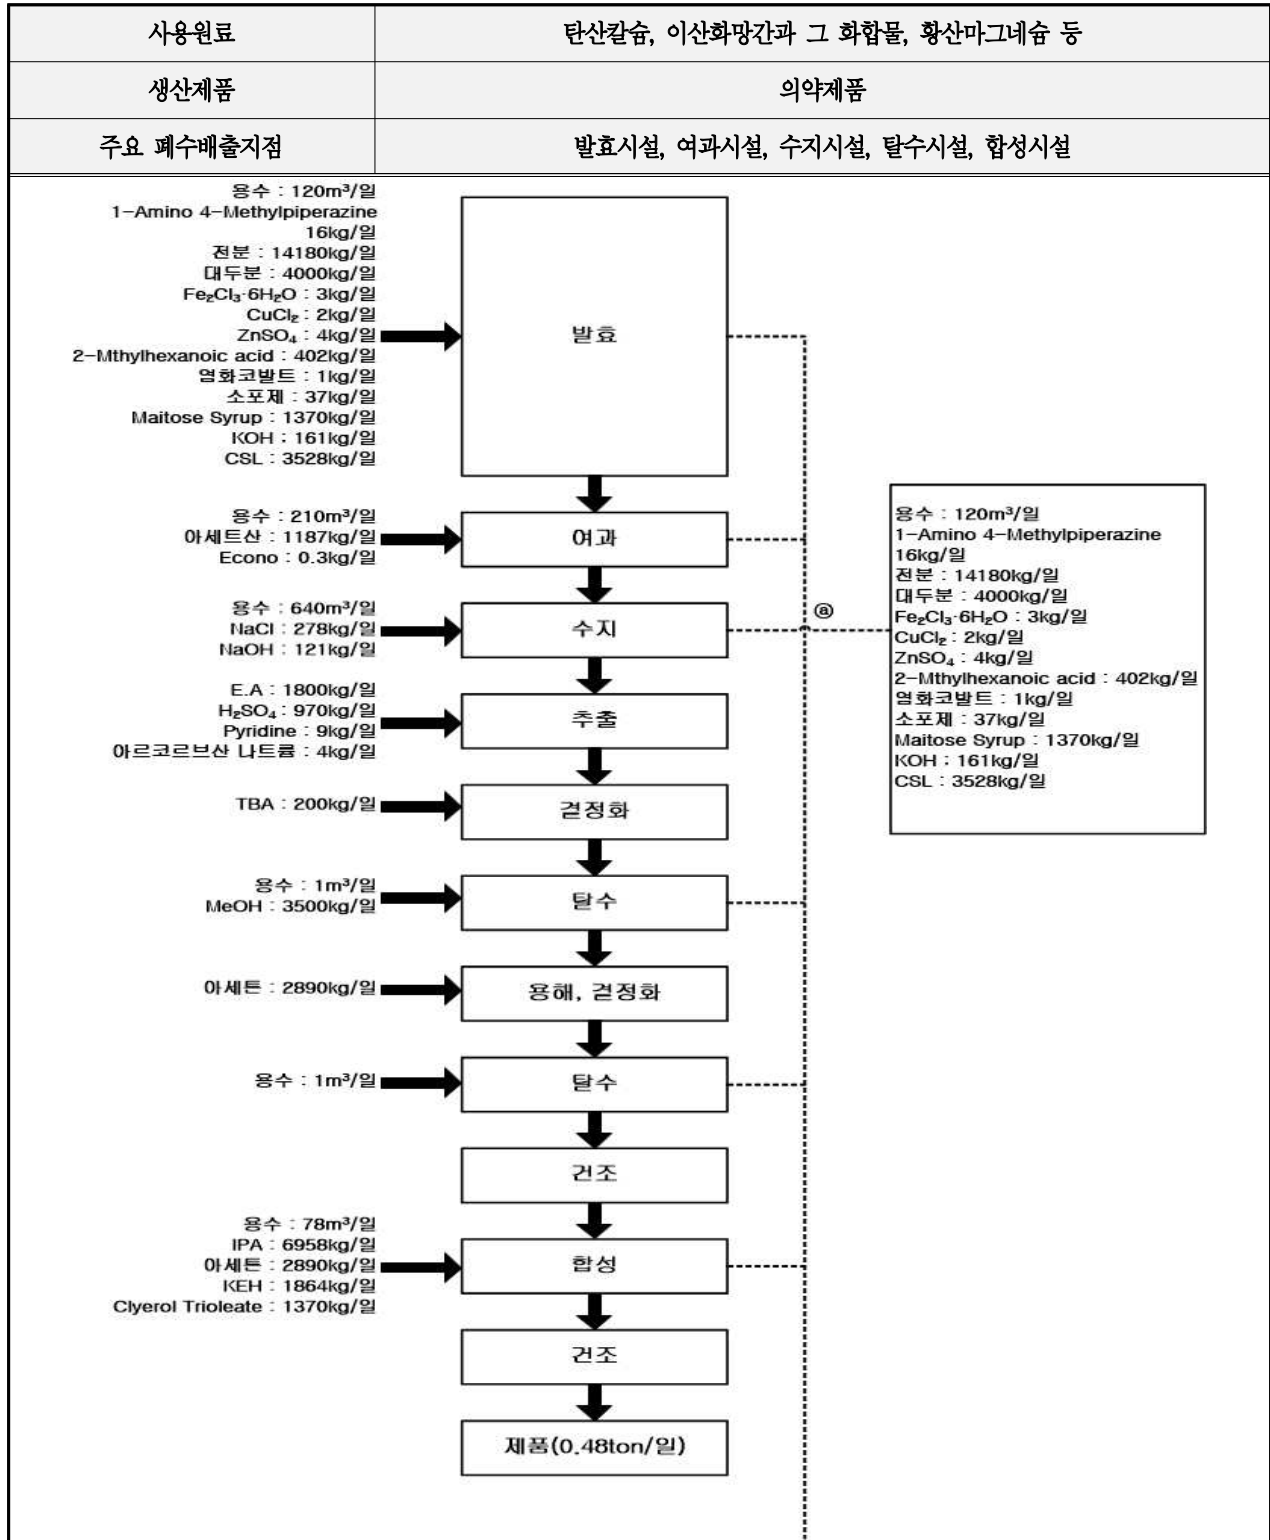 사용원료 탄산칼슘, 이산화망간과 그 화합물, 황산마그네슘 등
생산제품 의약제품
주요 폐수배출지점 발효시설, 여과시설, 수지시설, 탈수시설, 합성시설
용수 : 120m³/일
1-Amino 4-Methylpiperazine
16kg/일
전분 : 14180kg/일
대두분 : 4000kg/일
Fe₂Cl₃·6H₂O : 3kg/일
CuCl₂ : 2kg/일
ZnSO₄ : 4kg/일
2-Mthylhexanoic acid : 402kg/일
염화코발트 : 1kg/일
소포제 : 37kg/일
Maitose Syrup : 1370kg/일
KOH : 161kg/일
CSL : 3528kg/일
발효
용수 : 210m³/일
아세트산 : 1187kg/일
Econo : 0.3kg/일
여과
용수 : 640m³/일
NaCl : 278kg/일
NaOH : 121kg/일
수지
ⓐ
용수 : 120m³/일
1-Amino 4-Methylpiperazine
16kg/일
전분 : 14180kg/일
대두분 : 4000kg/일
Fe₂Cl₃·6H₂O : 3kg/일
CuCl₂ : 2kg/일
ZnSO₄ : 4kg/일
2-Mthylhexanoic acid : 402kg/일
염화코발트 : 1kg/일
소포제 : 37kg/일
Maitose Syrup : 1370kg/일
KOH : 161kg/일
CSL : 3528kg/일
E.A : 1800kg/일
H₂SO₄ : 970kg/일
Pyridine : 9kg/일
아르코르브산 나트륨 : 4kg/일
추출
TBA : 200kg/일
결정화
용수 : 1m³/일
MeOH : 3500kg/일
탈수
아세톤 : 2890kg/일
용해, 결정화
용수 : 1m³/일
탈수
건조
용수 : 78m³/일
IPA : 6958kg/일
아세톤 : 2890kg/일
KEH : 1864kg/일
Clyerol Trioleate : 1370kg/일
합성
건조
제품(0.48ton/일)